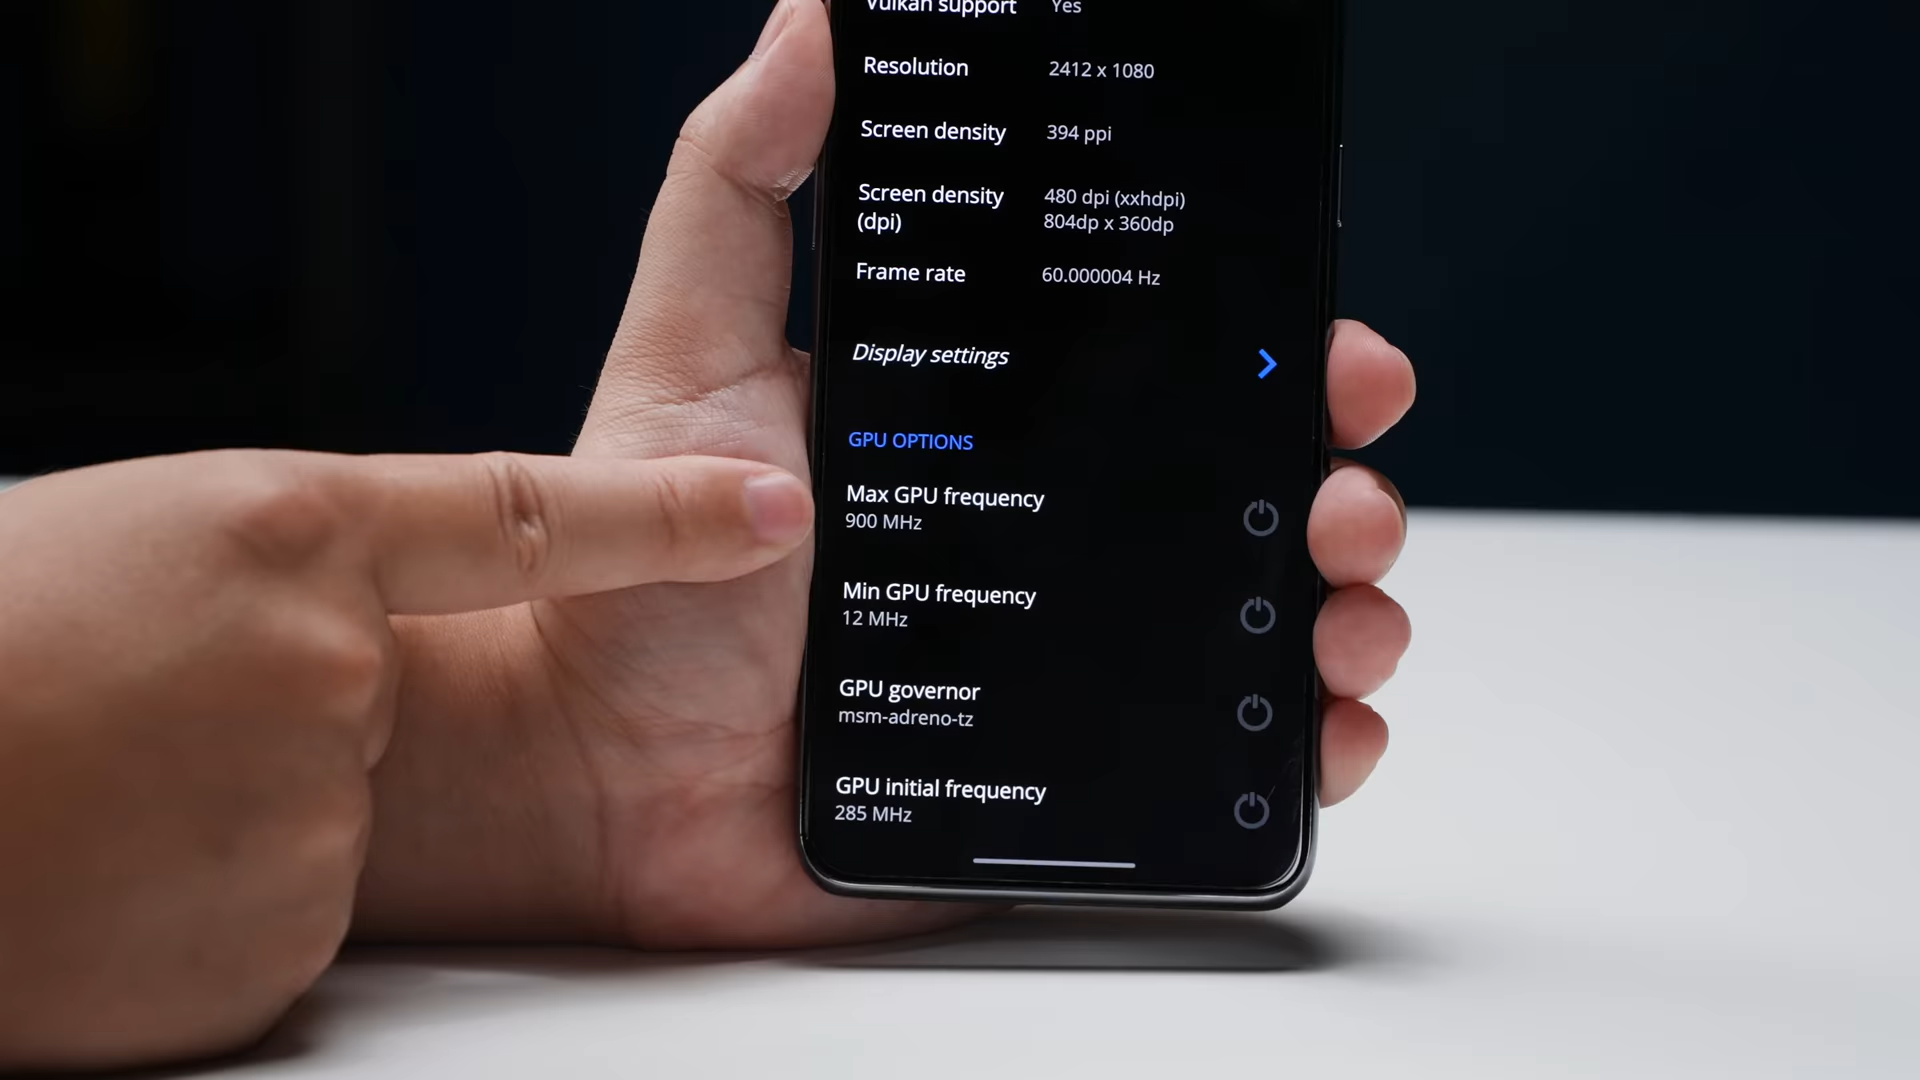 Vulkan support Yes
Resolution 2412 x 1080
Screen density 394 ppi
Screen density (dpi) 480 dpi (xxhdpi)
804dp x 360dp
Frame rate 60.000004 Hz
Display settings
GPU OPTIONS
Max GPU frequency
900 MHz
Min GPU frequency
12 MHz
GPU governor
msm-adreno-tz
GPU initial frequency
285 MHz